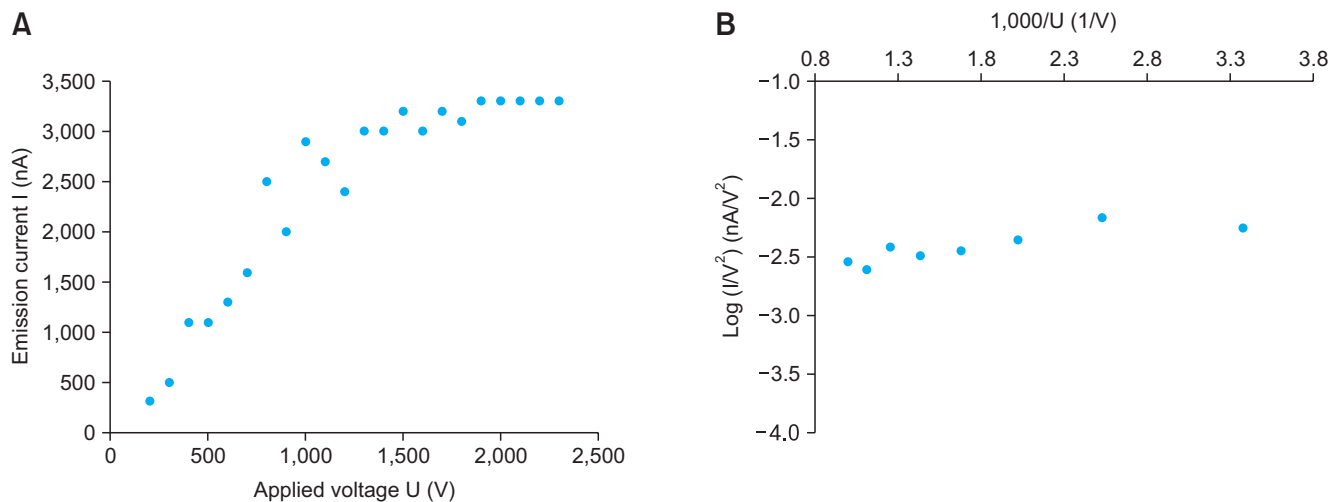 A
Emission current I (nA)
3,500
3,000
2,500
2,000
1,500
1,000
500
0
0 500 1,000 1,500 2,000 2,500
Applied voltage U (V)
B
1,000/U (1/V)
0.8 1.3 1.8 2.3 2.8 3.3 3.8
Log (I/V²) (nA/V²)
−1.0
−1.5
−2.0
−2.5
−3.0
−3.5
−4.0